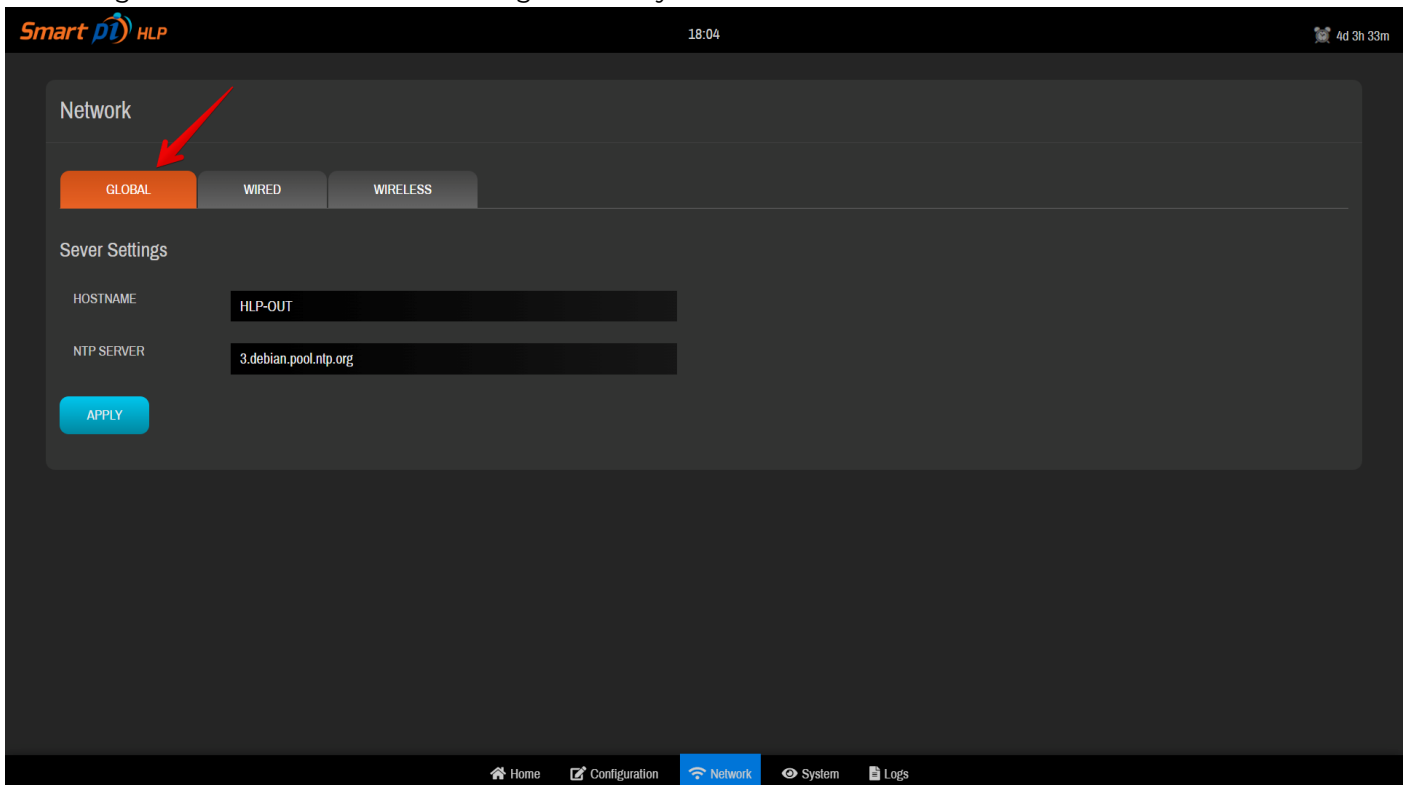 Smart pi HLP
18:04
4d 3h 33m
Network
GLOBAL WIRED WIRELESS
Sever Settings
HOSTNAME HLP-OUT
NTP SERVER 3.debian.pool.ntp.org
APPLY
Home Configuration Network System Logs